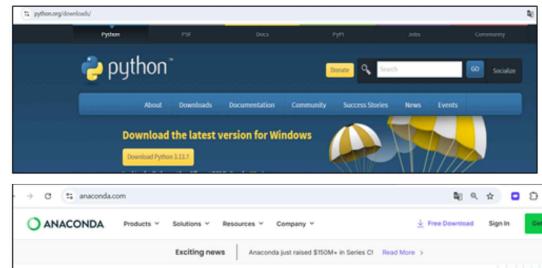 python.org/downloads/
Python PSF Docs PyPI Jobs Community
python™ Donate Search GO Socialize
About Downloads Documentation Community Success Stories News Events
Download the latest version for Windows
Download Python 3.13.7
anaconda.com
ANACONDA Products Solutions Resources Company Free Download Sign In
Exciting news Anaconda just raised $150M+ in Series C! Read More >